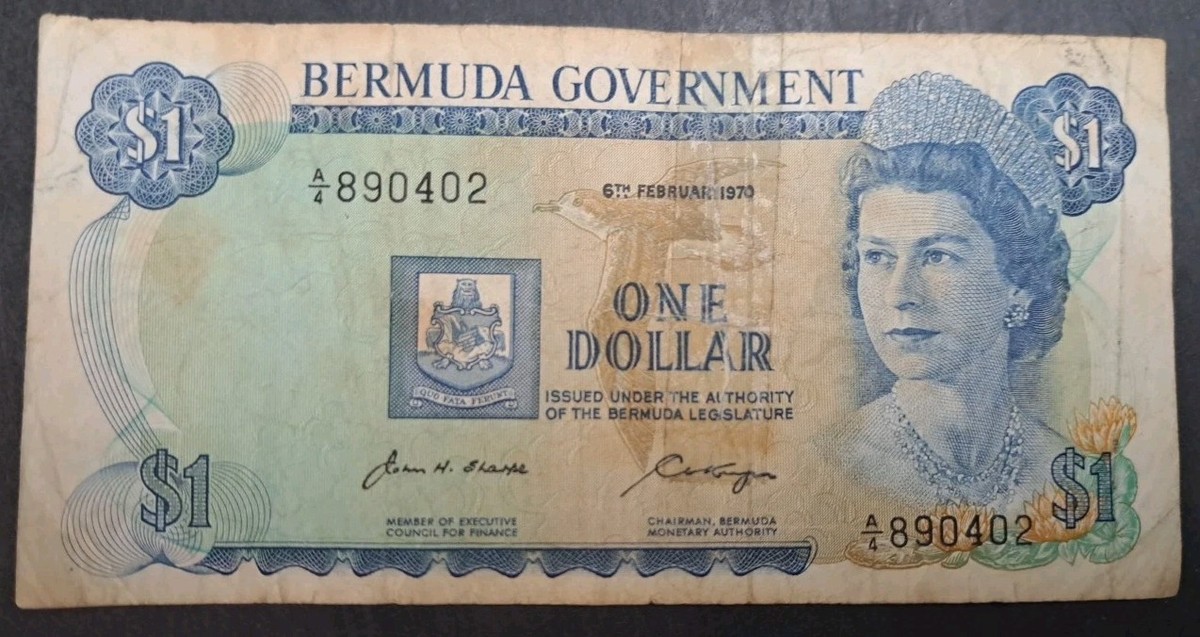 BERMUDA GOVERNMENT
$1
$1
A/4 890402
6TH FEBRUARY 1970
ONE
DOLLAR
QUO FATA FERUNT
ISSUED UNDER THE AUTHORITY
OF THE BERMUDA LEGISLATURE
John H. Sharpe
MEMBER OF EXECUTIVE
COUNCIL FOR FINANCE
CHAIRMAN, BERMUDA
MONETARY AUTHORITY
$1
$1
A/4 890402